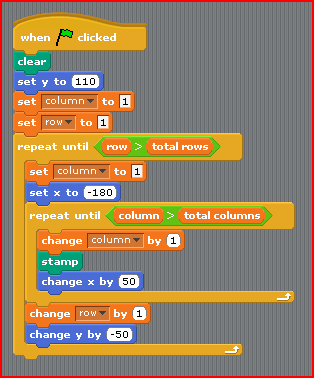 when clicked
clear
set y to 110
set column to 1
set row to 1
repeat until row > total rows
set column to 1
set x to -180
repeat until column > total columns
change column by 1
stamp
change x by 50
change row by 1
change y by -50